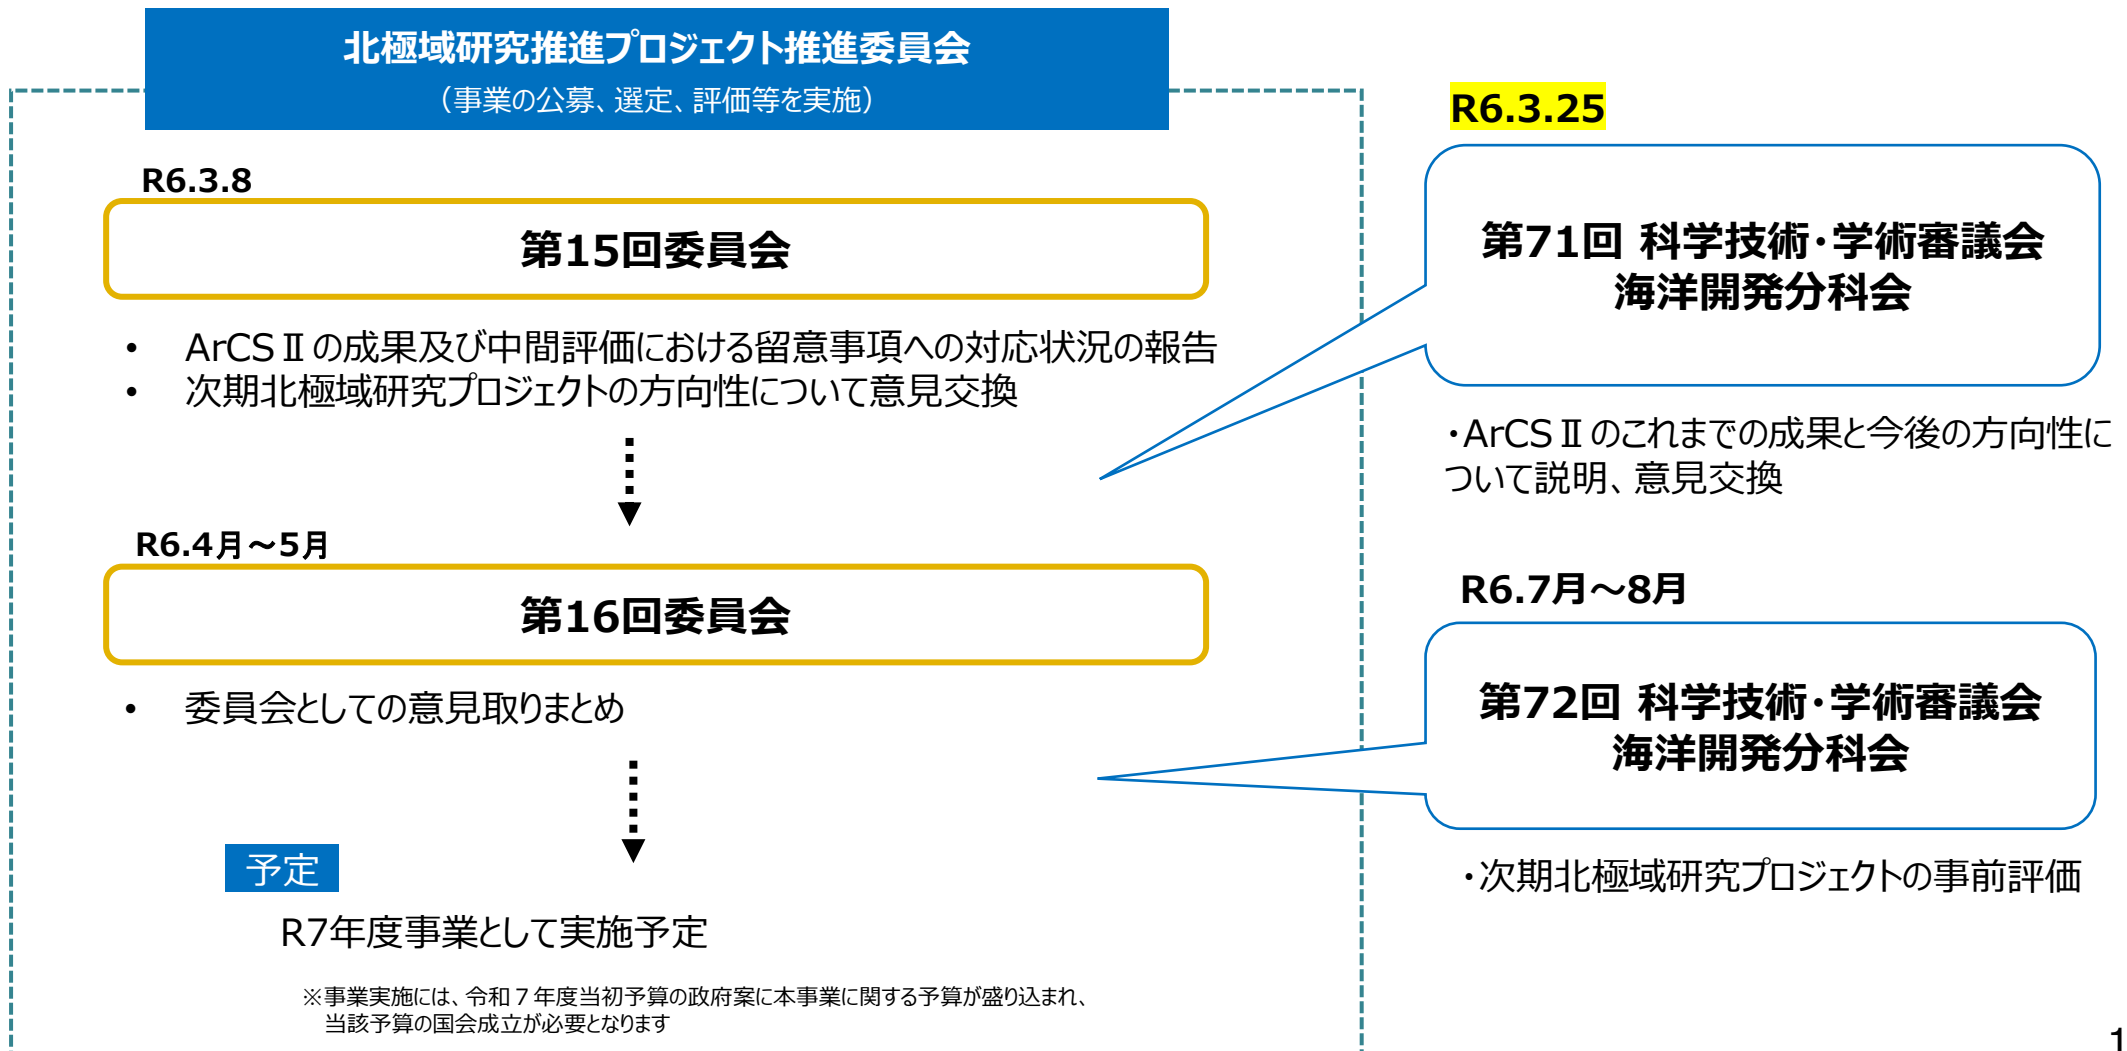 北極域研究推進プロジェクト推進委員会
（事業の公募、選定、評価等を実施）
R6.3.8
第15回委員会
• ArCSⅡの成果及び中間評価における留意事項への対応状況の報告
• 次期北極域研究プロジェクトの方向性について意見交換
R6.4月～5月
第16回委員会
• 委員会としての意見取りまとめ
予定
R7年度事業として実施予定
※事業実施には、令和７年度当初予算の政府案に本事業に関する予算が盛り込まれ、
当該予算の国会成立が必要となります
R6.3.25
第71回 科学技術・学術審議会
海洋開発分科会
・ArCSⅡのこれまでの成果と今後の方向性に
ついて説明、意見交換
R6.7月～8月
第72回 科学技術・学術審議会
海洋開発分科会
・次期北極域研究プロジェクトの事前評価
1